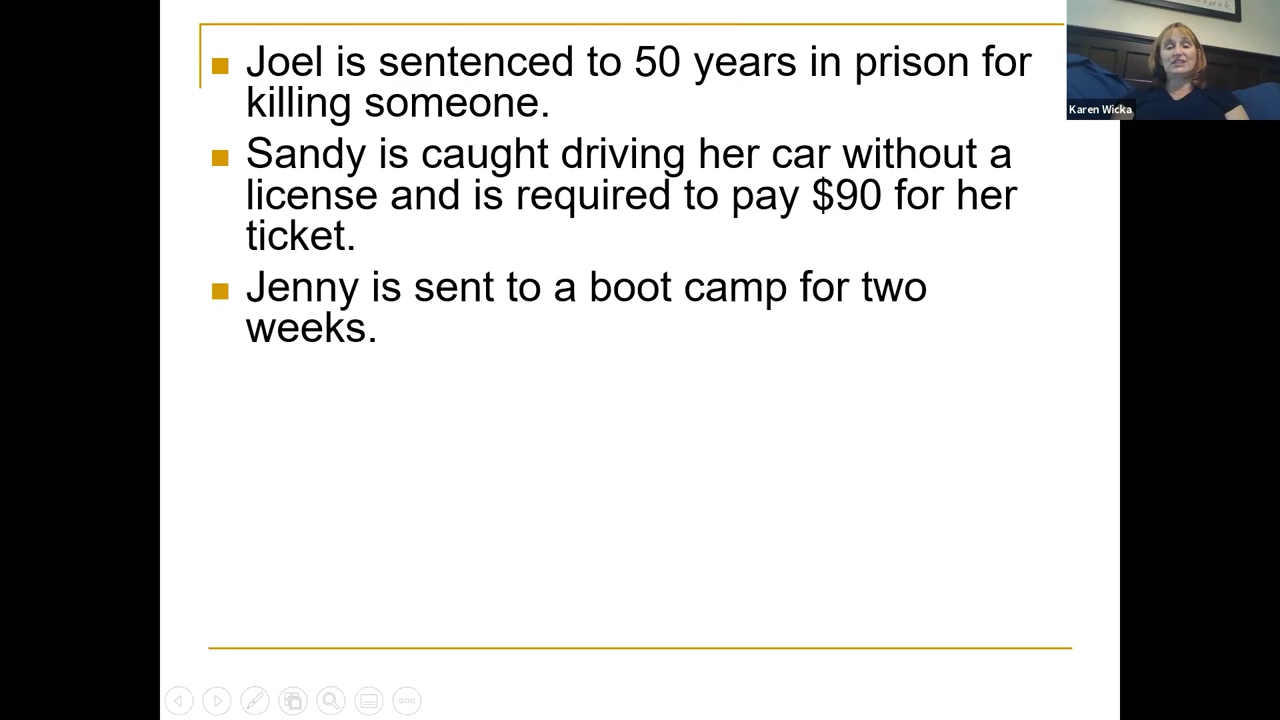 Joel is sentenced to 50 years in prison for
killing someone.
Sandy is caught driving her car without a
license and is required to pay $90 for her
ticket.
Jenny is sent to a boot camp for two
weeks.
Karen Wicka